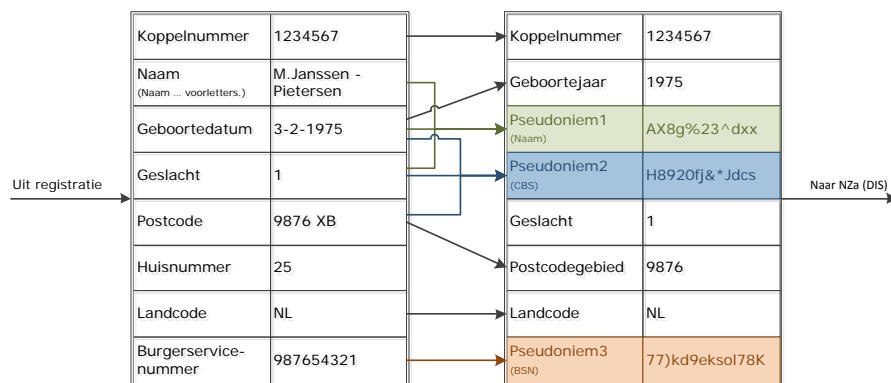 Uit registratie
Koppelnummer 1234567
Naam
(Naam ... voorletters.)
M.Janssen -
Pietersen
Geboortedatum 3-2-1975
Geslacht 1
Postcode 9876 XB
Huisnummer 25
Landcode NL
Burgerservice-
nummer
987654321
Koppelnummer 1234567
Geboortejaar 1975
Pseudoniem1
(Naam)
AX8g%23^dxx
Pseudoniem2
(CBS)
H8920fj&*Jdcs
Geslacht 1
Postcodegebied 9876
Landcode NL
Pseudoniem3
(BSN)
77)kd9eksol78K
Naar NZa (DIS)